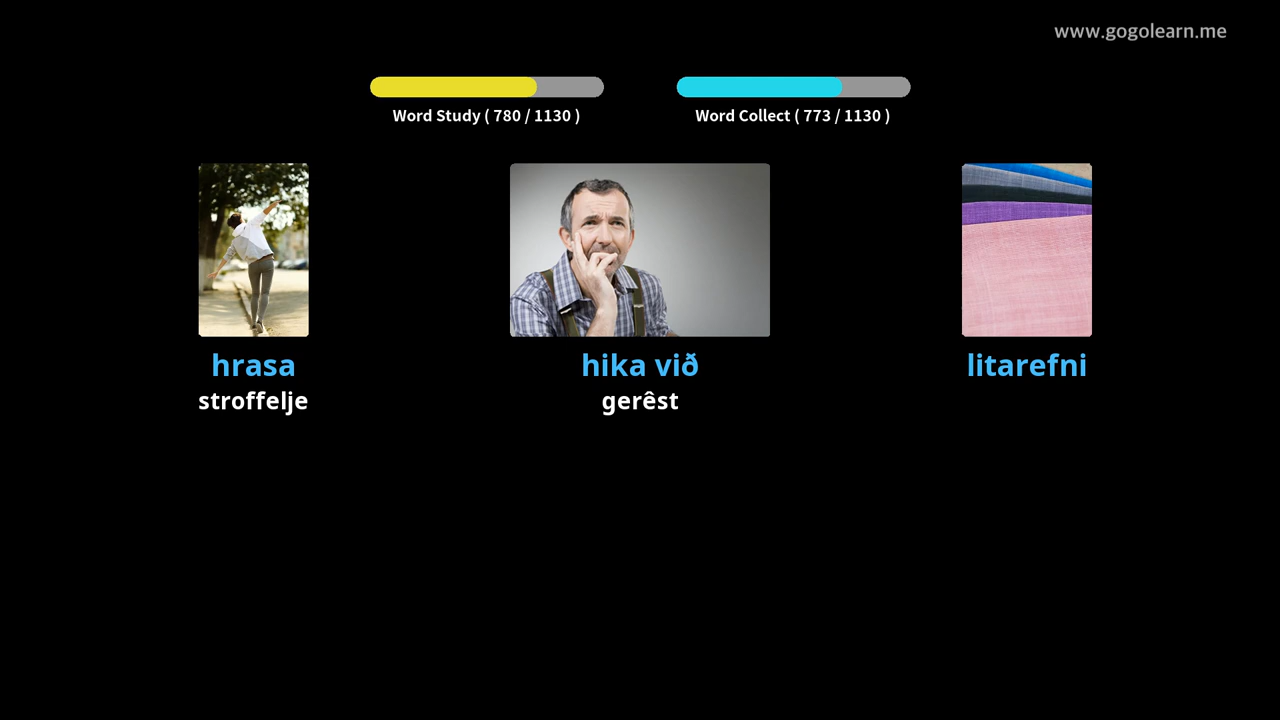 www.gogolearn.me
Word Study ( 780 / 1130 )
Word Collect ( 773 / 1130 )
hrasa
stroffelje
hika við
gerêst
litarefni